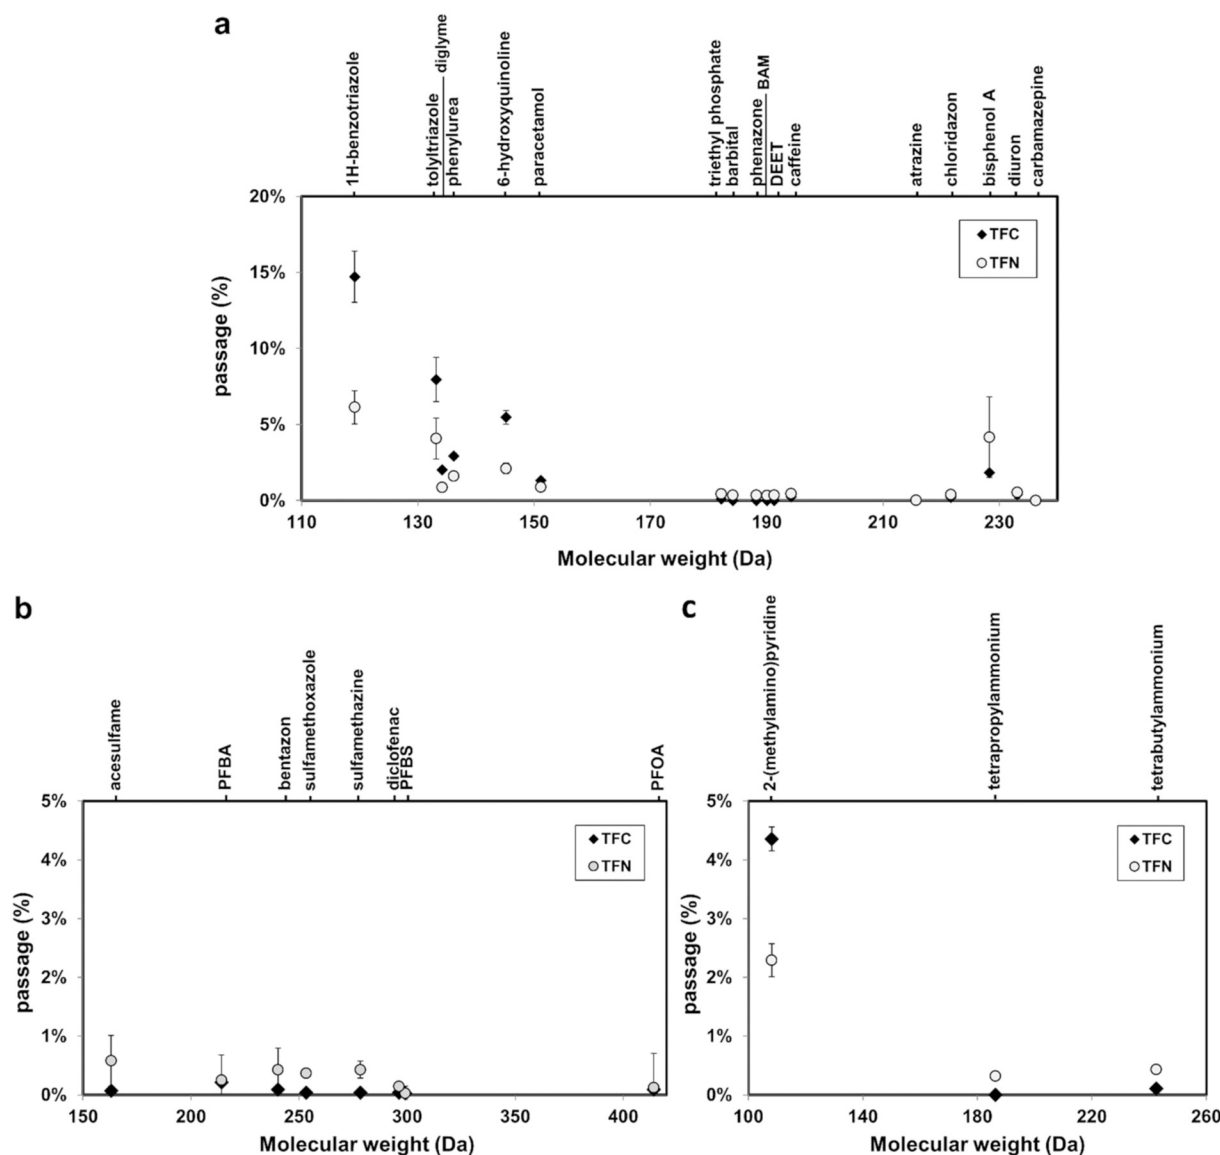 a
1H-benzotriazole
tolyltriazole
diglyme
phenylurea
6-hydroxyquinoline
paracetamol
triethyl phosphate
barbital
phenazone
BAM
DEET
caffeine
atrazine
chloridazon
bisphenol A
diuron
carbamazepine
20%
15%
10%
5%
0%
passage (%)
TFC
TFN
110 130 150 170 190 210 230
Molecular weight (Da)
b
acesulfame
PFBA
bentazon
sulfamethoxazole
sulfamethazine
diclofenac
PFBS
PFOA
5%
4%
3%
2%
1%
0%
passage (%)
TFC
TFN
150 200 250 300 350 400
Molecular weight (Da)
c
2-(methylamino)pyridine
tetrapropylammonium
tetrabutylammonium
5%
4%
3%
2%
1%
0%
passage (%)
TFC
TFN
100 140 180 220 260
Molecular weight (Da)